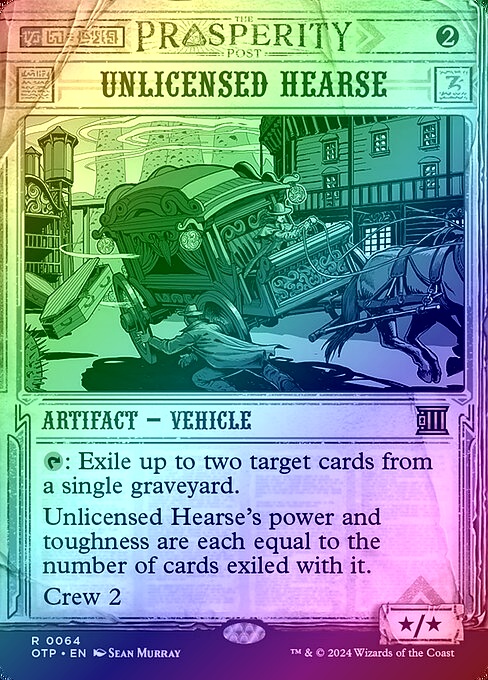 THE
PROSPERITY
POST
2
UNLICENSED HEARSE
ARTIFACT – VEHICLE
: Exile up to two target cards from
a single graveyard.
Unlicensed Hearse's power and
toughness are each equal to the
number of cards exiled with it.
Crew 2
★/★
R 0064
OTP • EN Sean Murray
™ & © 2024 Wizards of the Coast